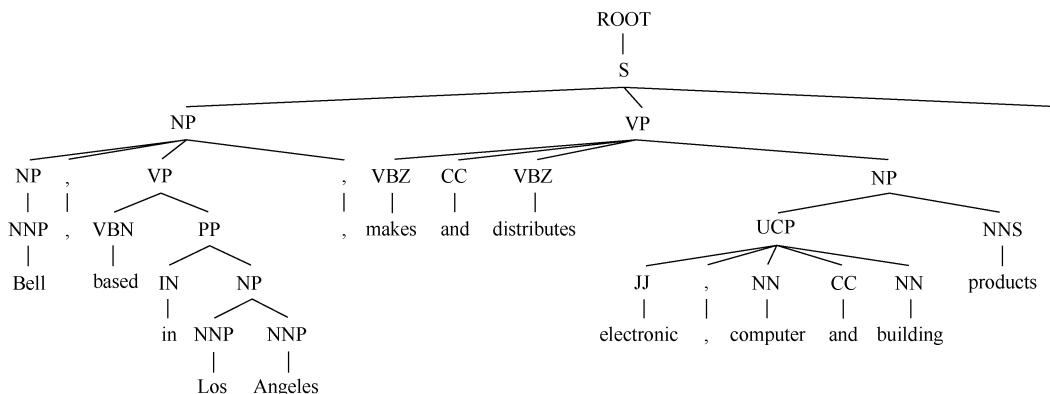 ROOT
S
NP VP
NP , VP , VBZ CC VBZ NP
NNP , VBN PP , makes and distributes UCP NNS
Bell based IN NP JJ , NN CC NN products
in NNP NNP electronic , computer and building
Los Angeles